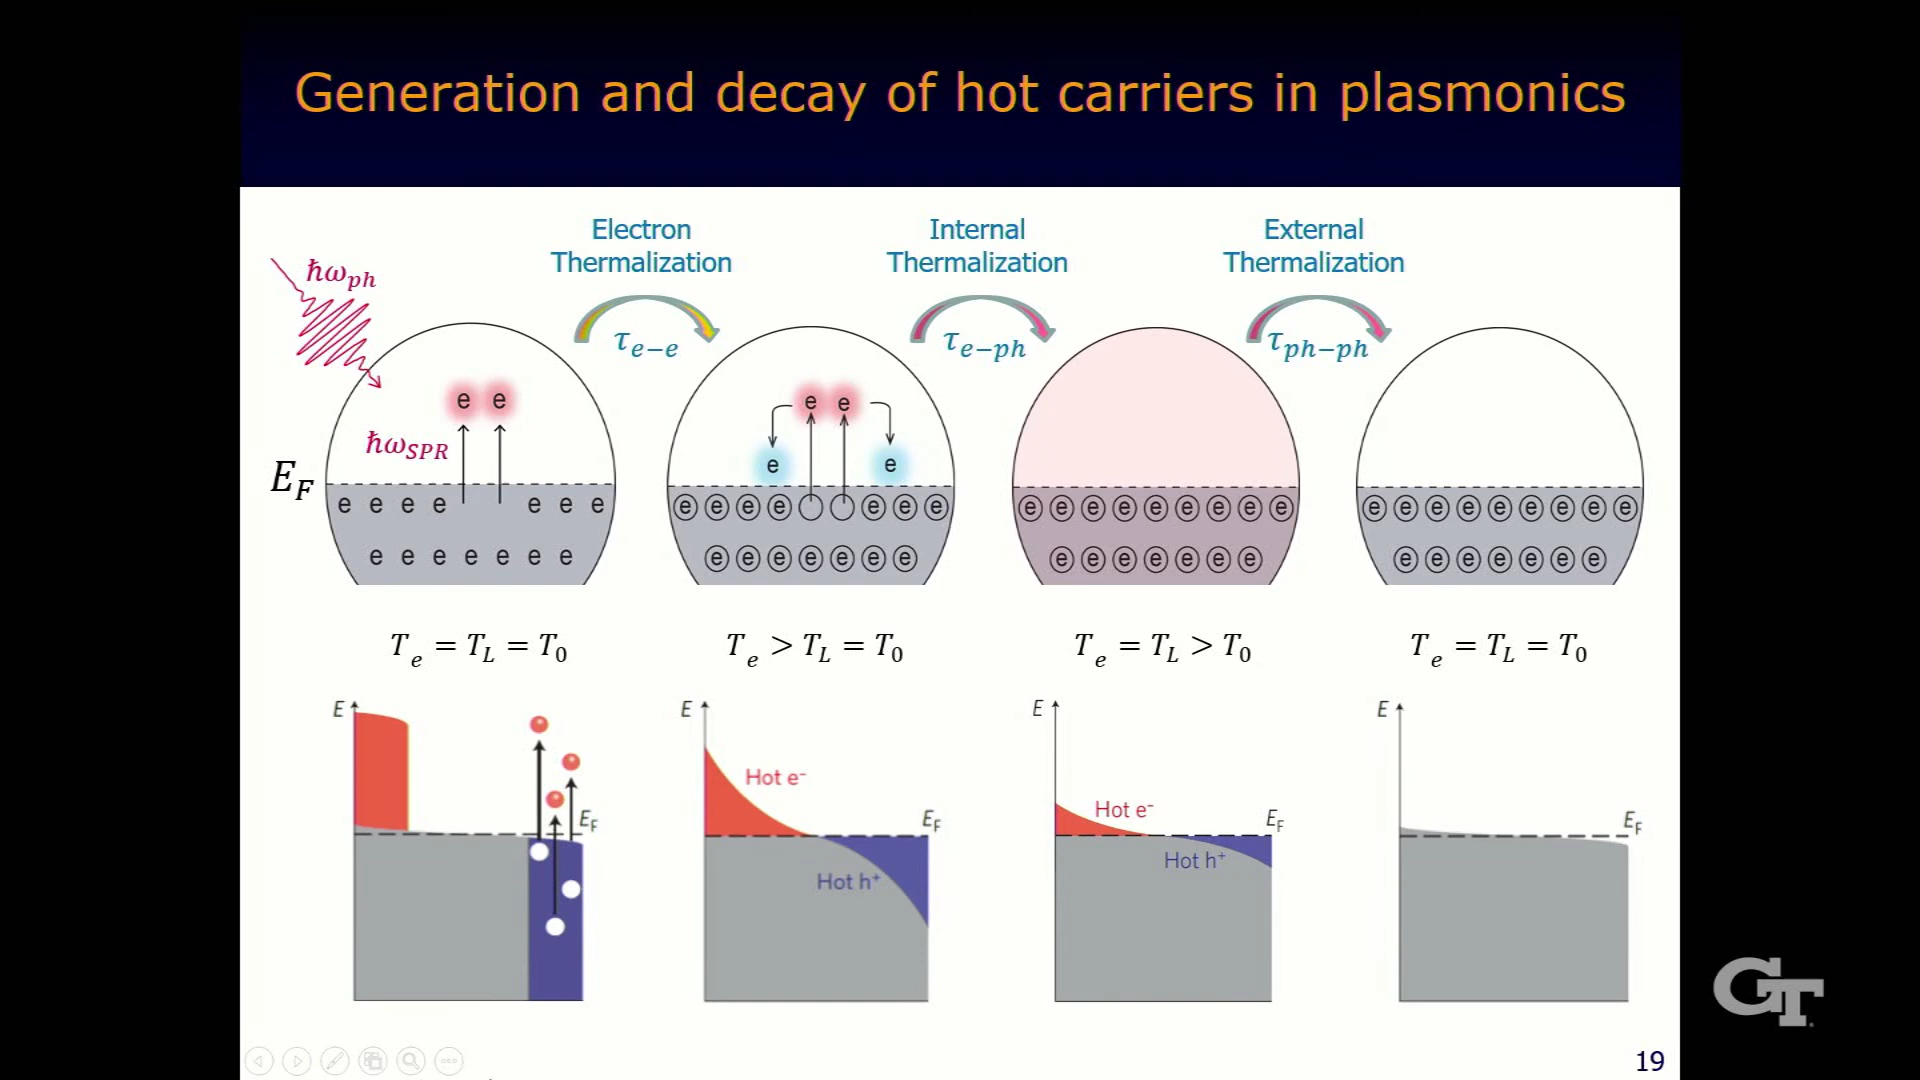 Generation and decay of hot carriers in plasmonics
Electron
Thermalization
Internal
Thermalization
External
Thermalization
ħω_ph
τ_e−e
τ_e−ph
τ_ph−ph
e e
e e
ħω_SPR
e e
E_F
e e e e e e e
e e e e e e e
e e e e e e e
e e e e e e e
e e e e e e e e e
e e e e e e e
e e e e e e e e e
e e e e e e e
T_e = T_L = T_0
T_e > T_L = T_0
T_e = T_L > T_0
T_e = T_L = T_0
E
E_F
E
Hot e⁻
E_F
Hot h⁺
E
Hot e⁻
E_F
Hot h⁺
E
E_F
GT
19